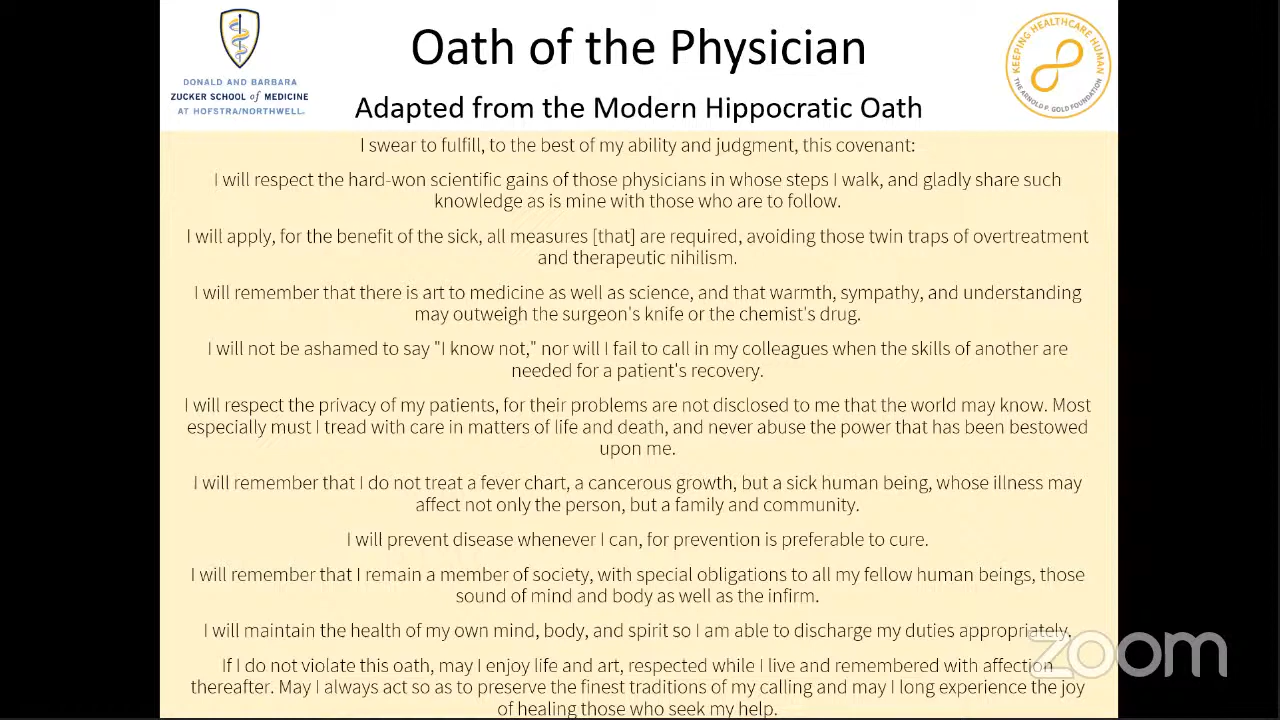 DONALD AND BARBARA
ZUCKER SCHOOL of MEDICINE
AT HOFSTRA/NORTHWELL.
Oath of the Physician
Adapted from the Modern Hippocratic Oath
KEEPING HEALTHCARE HUMAN
THE ARNOLD P. GOLD FOUNDATION
I swear to fulfill, to the best of my ability and judgment, this covenant:
I will respect the hard-won scientific gains of those physicians in whose steps I walk, and gladly share such
knowledge as is mine with those who are to follow.
I will apply, for the benefit of the sick, all measures [that] are required, avoiding those twin traps of overtreatment
and therapeutic nihilism.
I will remember that there is art to medicine as well as science, and that warmth, sympathy, and understanding
may outweigh the surgeon's knife or the chemist's drug.
I will not be ashamed to say "I know not," nor will I fail to call in my colleagues when the skills of another are
needed for a patient's recovery.
I will respect the privacy of my patients, for their problems are not disclosed to me that the world may know. Most
especially must I tread with care in matters of life and death, and never abuse the power that has been bestowed
upon me.
I will remember that I do not treat a fever chart, a cancerous growth, but a sick human being, whose illness may
affect not only the person, but a family and community.
I will prevent disease whenever I can, for prevention is preferable to cure.
I will remember that I remain a member of society, with special obligations to all my fellow human beings, those
sound of mind and body as well as the infirm.
I will maintain the health of my own mind, body, and spirit so I am able to discharge my duties appropriately.
If I do not violate this oath, may I enjoy life and art, respected while I live and remembered with affection
thereafter. May I always act so as to preserve the finest traditions of my calling and may I long experience the joy
of healing those who seek my help.
zoom